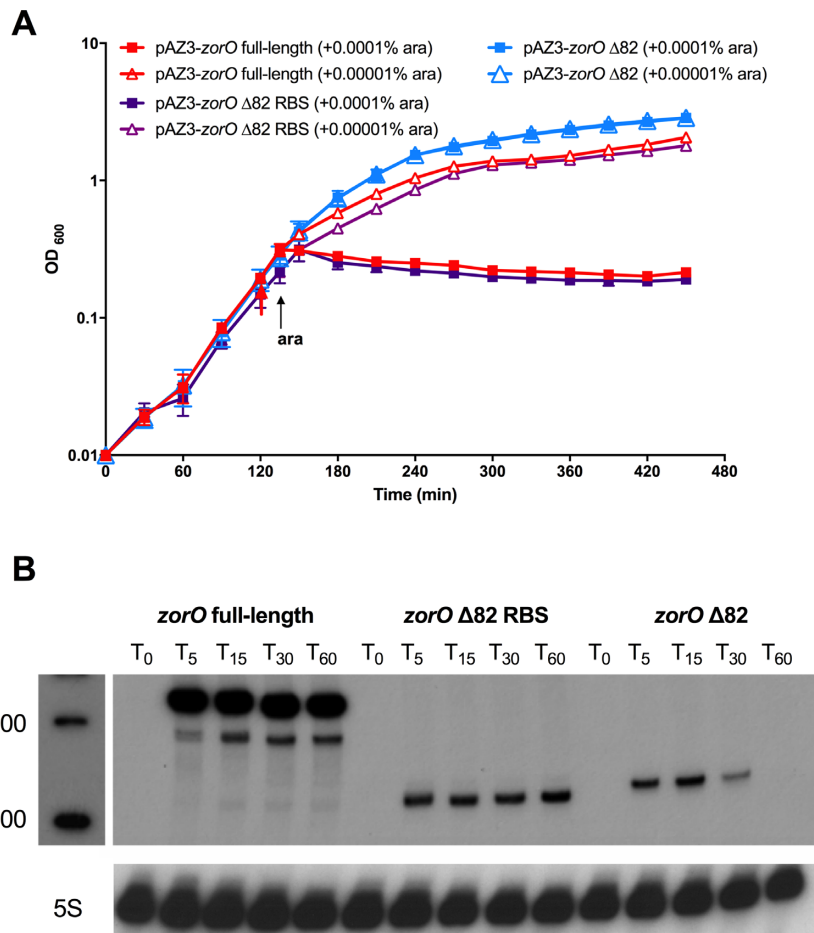 A
pAZ3-zorO full-length (+0.0001% ara)
pAZ3-zorO full-length (+0.00001% ara)
pAZ3-zorO Δ82 RBS (+0.0001% ara)
pAZ3-zorO Δ82 RBS (+0.00001% ara)
pAZ3-zorO Δ82 (+0.0001% ara)
pAZ3-zorO Δ82 (+0.00001% ara)
10
1
0.1
0.01
OD600
ara
0 60 120 180 240 300 360 420 480
Time (min)
B
zorO full-length zorO Δ82 RBS zorO Δ82
T0 T5 T15 T30 T60 T0 T5 T15 T30 T60 T0 T5 T15 T30 T60
00
00
5S